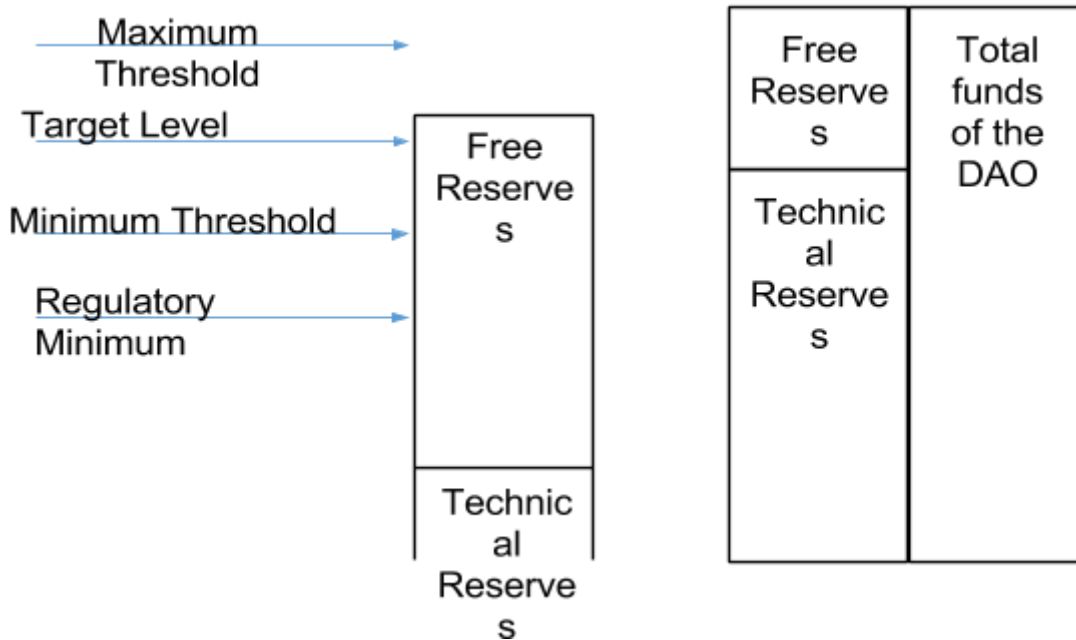 Maximum
Threshold
Target Level
Minimum Threshold
Regulatory
Minimum
Free
Reserve
s
Technic
al
Reserve
s
Free
Reserve
s
Technic
al
Reserve
s
Total
funds
of the
DAO